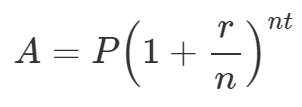 A = P(1 + r/n)^{nt}